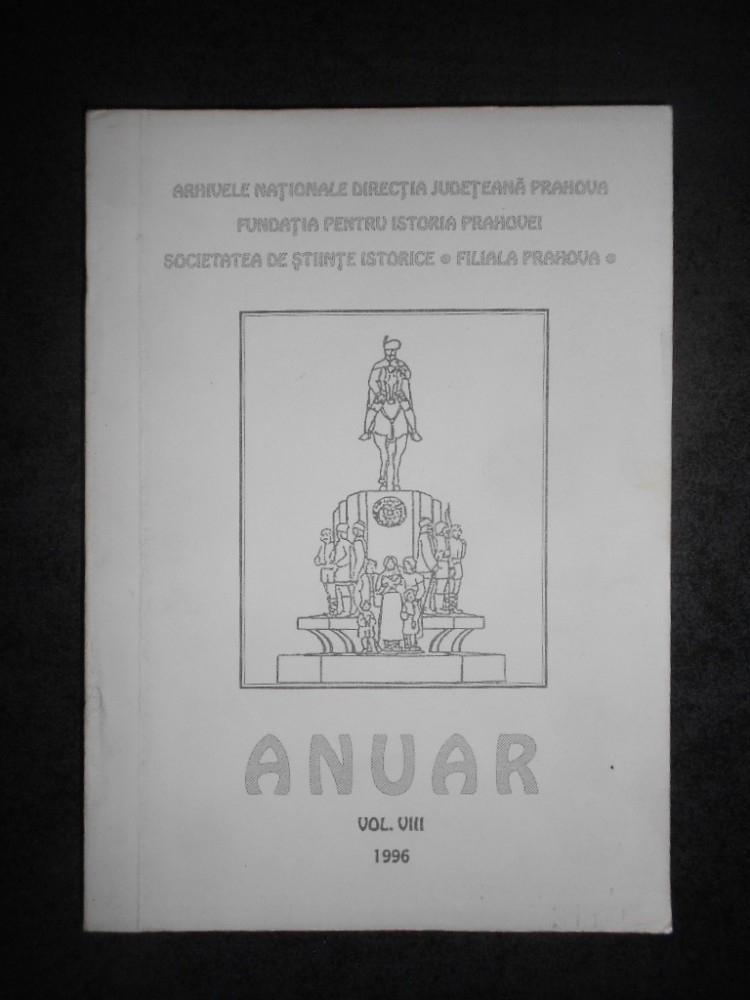 ARHIVELE NAȚIONALE DIRECȚIA JUDEȚEANĂ PRAHOVA
FUNDAȚIA PENTRU ISTORIA PRAHOVEI
SOCIETATEA DE ȘTIINȚE ISTORICE • FILIALA PRAHOVA •
ANUAR
VOL. VIII
1996